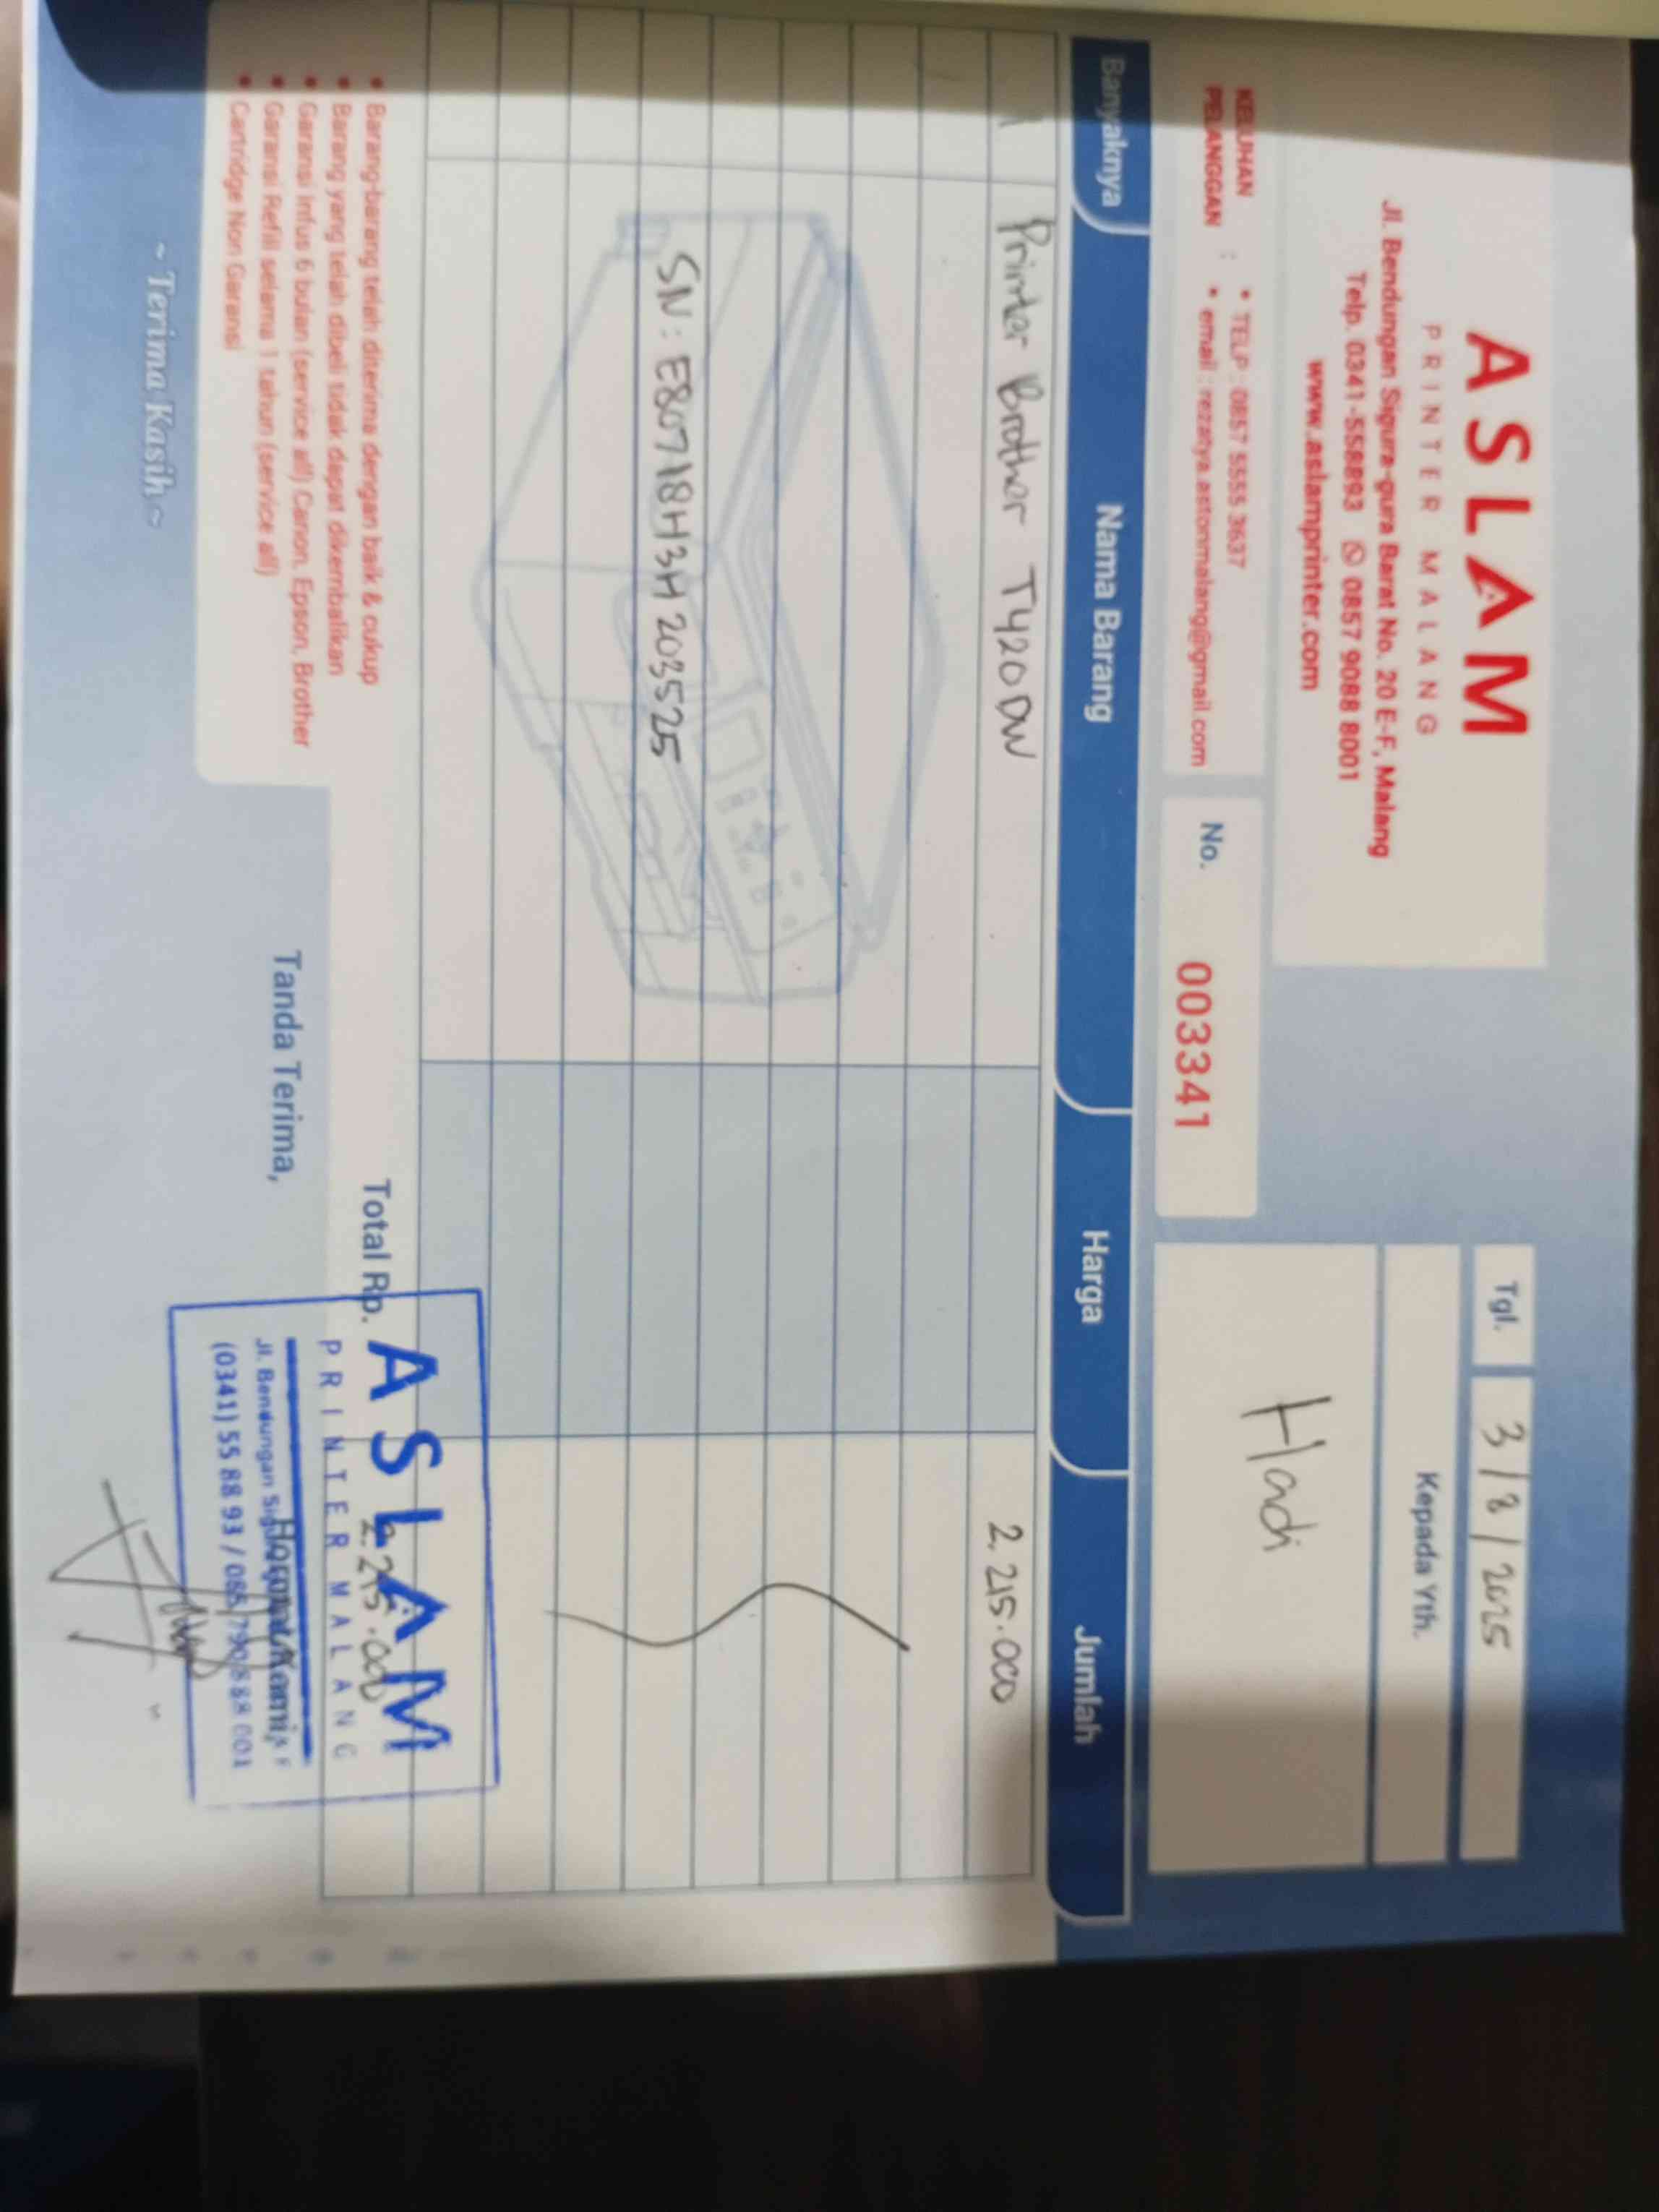 ASLAM
PRINTER MALANG
Jl. Bendungan Sigura-gura Barat No. 20 E-F, Malang
Telp. 0341-558893 0857 9088 8001
www.aslamprinter.com
Tgl. 3/8/2025
Kepada Yth.
Hadi
KELUHAN PELANGGAN :
• TELP : 0857 5555 3637
• email : rezatya.astonmalang@gmail.com
No. 003341
Banyaknya Nama Barang Harga Jumlah
1 Printer Brother T420DW 2.215.000
SN : E80718H3H203525
Total Rp. 2.215.000
• Barang-barang telah diterima dengan baik & cukup
• Barang yang telah dibeli tidak dapat dikembalikan
• Garansi Infus 6 bulan (service all) Canon, Epson, Brother
• Garansi Refill selama 1 tahun (service all)
• Cartridge Non Garansi
Tanda Terima,
Hormat Kami,
ASLAM
PRINTER MALANG
Jl. Bendungan
(0341) 55 88 93 /
~ Terima Kasih ~